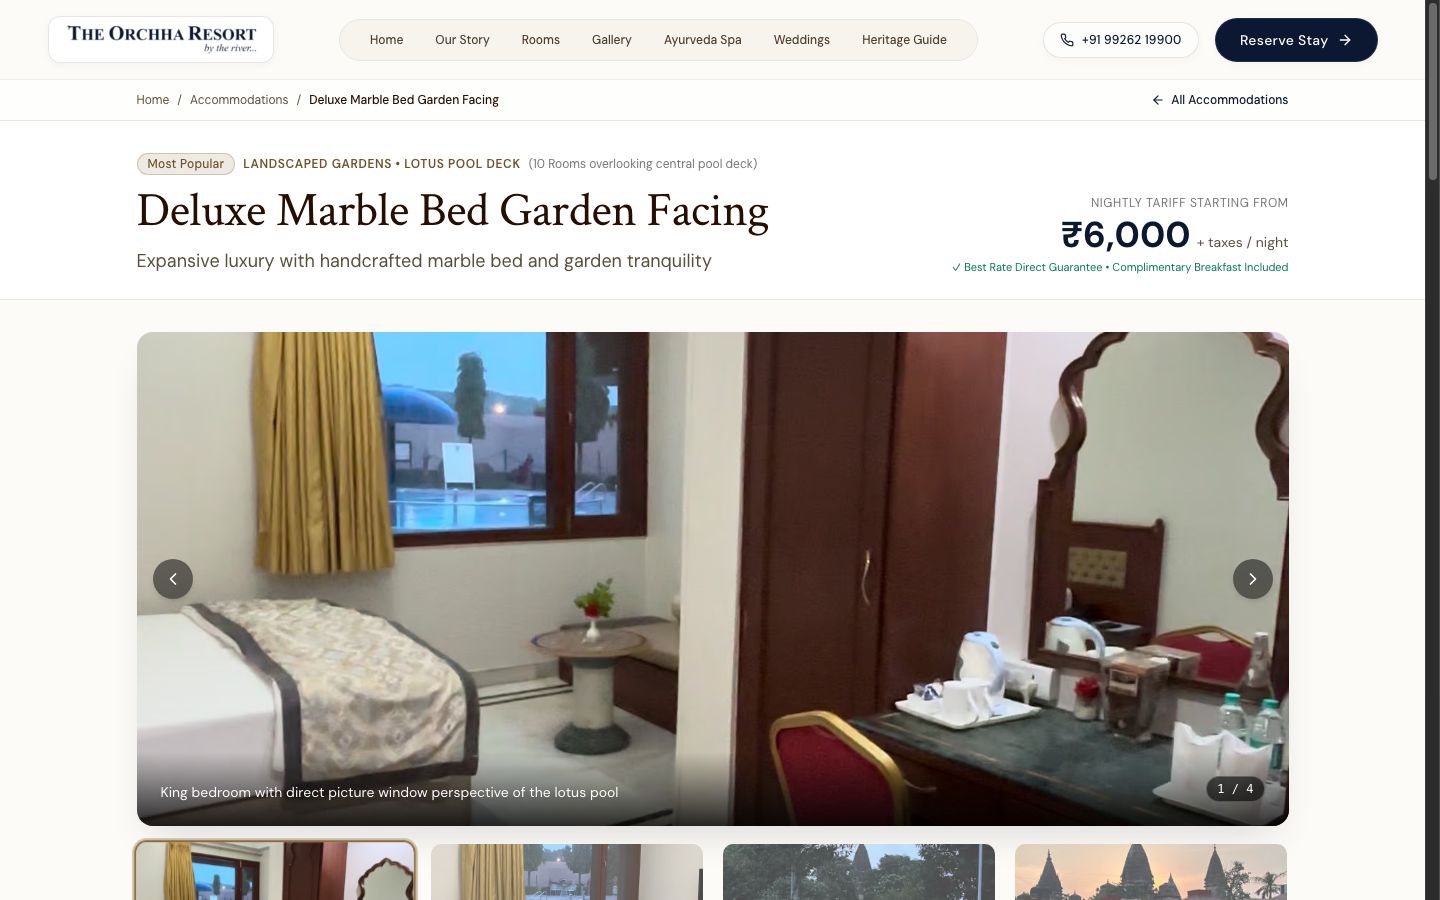 THE ORCHHA RESORT
by the river...
Home
Our Story
Rooms
Gallery
Ayurveda Spa
Weddings
Heritage Guide
+91 99262 19900
Reserve Stay
Home / Accommodations / Deluxe Marble Bed Garden Facing
All Accommodations
Most Popular
LANDSCAPED GARDENS • LOTUS POOL DECK (10 Rooms overlooking central pool deck)
Deluxe Marble Bed Garden Facing
Expansive luxury with handcrafted marble bed and garden tranquility
NIGHTLY TARIFF STARTING FROM
₹6,000 + taxes / night
✓ Best Rate Direct Guarantee • Complimentary Breakfast Included
King bedroom with direct picture window perspective of the lotus pool
1 / 4